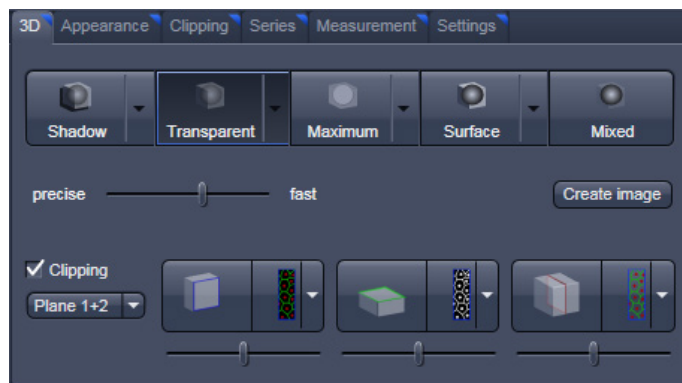 3D Appearance Clipping Series Measurement Settings
Shadow Transparent Maximum Surface Mixed
precise fast Create image
Clipping
Plane 1+2